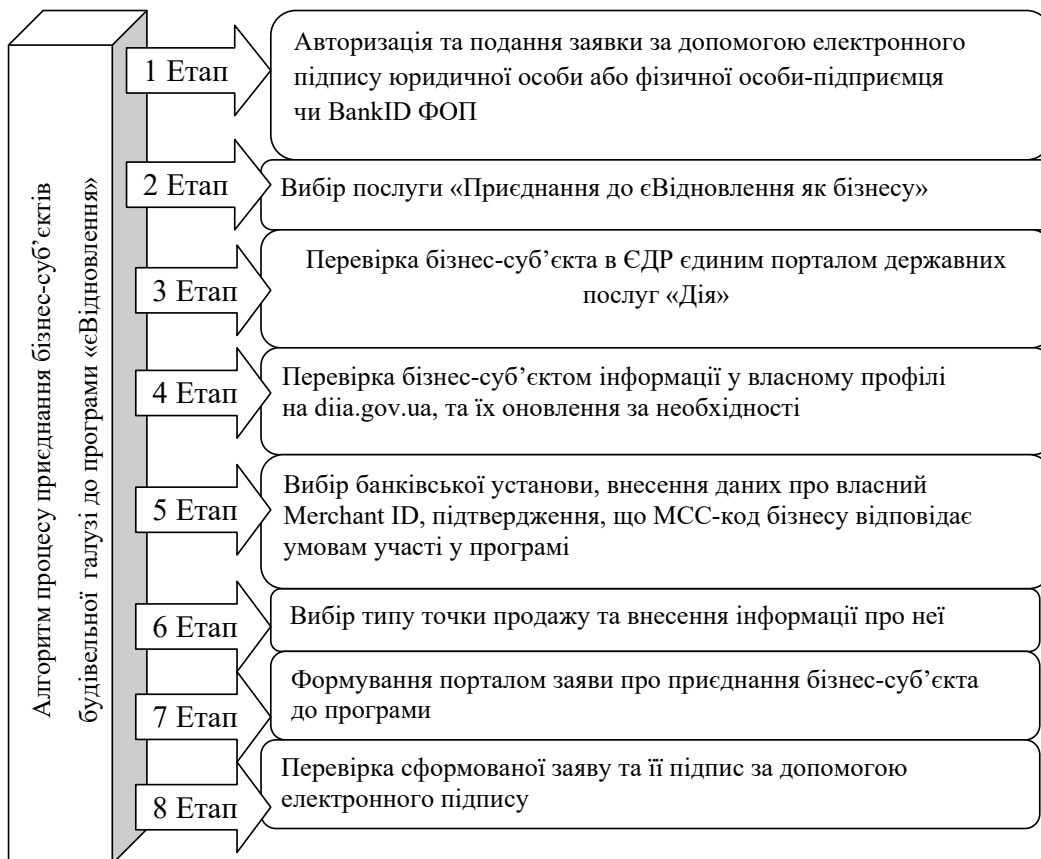 Алгоритм процесу приєднання бізнес-суб’єктів
будівельної галузі до програми «єВідновлення»
1 Етап
Авторизація та подання заявки за допомогою електронного
підпису юридичної особи або фізичної особи-підприємця
чи BankID ФОП
2 Етап
Вибір послуги «Приєднання до єВідновлення як бізнесу»
3 Етап
Перевірка бізнес-суб’єкта в ЄДР єдиним порталом державних
послуг «Дія»
4 Етап
Перевірка бізнес-суб’єктом інформації у власному профілі
на diia.gov.ua, та їх оновлення за необхідності
5 Етап
Вибір банківської установи, внесення даних про власний
Merchant ID, підтвердження, що МСС-код бізнесу відповідає
умовам участі у програмі
6 Етап
Вибір типу точки продажу та внесення інформації про неї
7 Етап
Формування порталом заяви про приєднання бізнес-суб’єкта
до програми
8 Етап
Перевірка сформованої заяву та її підпис за допомогою
електронного підпису